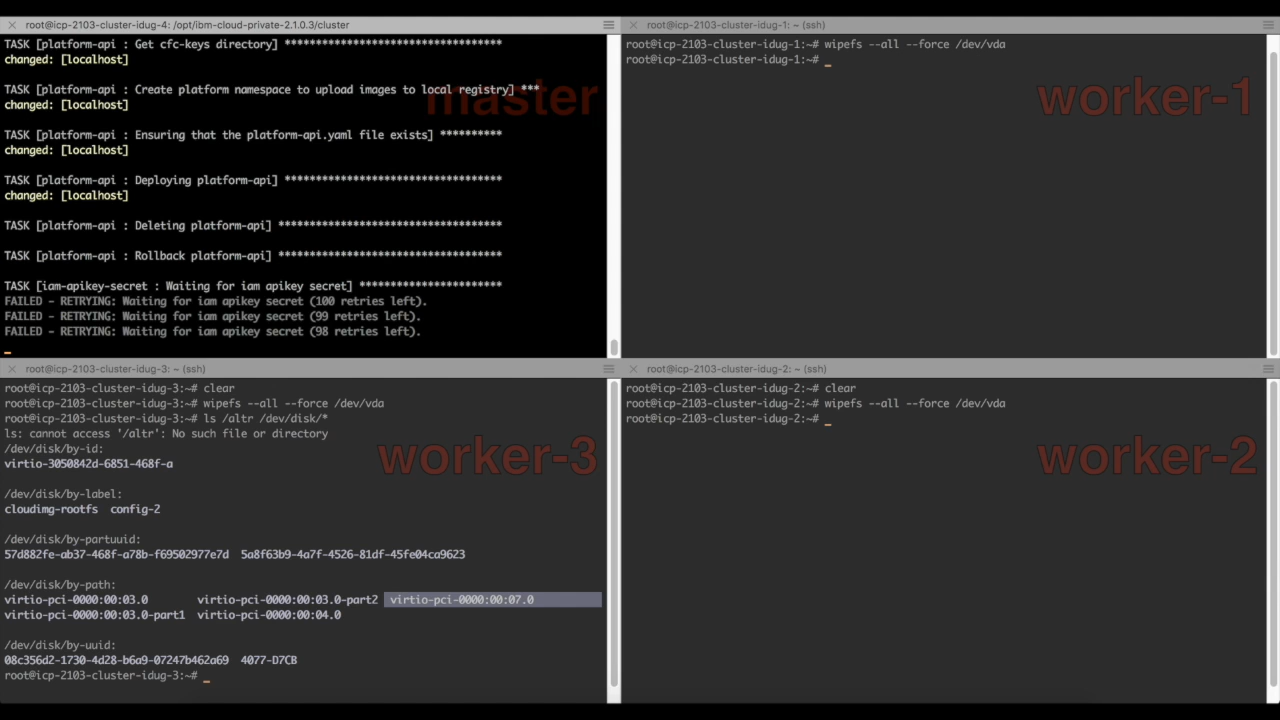 root@icp-2103-cluster-idug-4: /opt/ibm-cloud-private-2.1.0.3/cluster
TASK [platform-api : Get cfc-keys directory] ***********************************
changed: [localhost]
TASK [platform-api : Create platform namespace to upload images to local registry] ***
changed: [localhost]
TASK [platform-api : Ensuring that the platform-api.yaml file exists] **********
changed: [localhost]
TASK [platform-api : Deploying platform-api] ***********************************
changed: [localhost]
TASK [platform-api : Deleting platform-api] ************************************
TASK [platform-api : Rollback platform-api] ************************************
TASK [iam-apikey-secret : Waiting for iam apikey secret] ***********************
FAILED - RETRYING: Waiting for iam apikey secret (100 retries left).
FAILED - RETRYING: Waiting for iam apikey secret (99 retries left).
FAILED - RETRYING: Waiting for iam apikey secret (98 retries left).
master
root@icp-2103-cluster-idug-1: ~ (ssh)
root@icp-2103-cluster-idug-1:~# wipefs --all --force /dev/vda
root@icp-2103-cluster-idug-1:~#
worker-1
root@icp-2103-cluster-idug-3: ~ (ssh)
root@icp-2103-cluster-idug-3:~# clear
root@icp-2103-cluster-idug-3:~# wipefs --all --force /dev/vda
root@icp-2103-cluster-idug-3:~# ls /altr /dev/disk/*
ls: cannot access '/altr': No such file or directory
/dev/disk/by-id:
virtio-3050842d-6851-468f-a
/dev/disk/by-label:
cloudimg-rootfs config-2
/dev/disk/by-partuuid:
57d882fe-ab37-468f-a78b-f69502977e7d 5a8f63b9-4a7f-4526-81df-45fe04ca9623
/dev/disk/by-path:
virtio-pci-0000:00:03.0 virtio-pci-0000:00:03.0-part2 virtio-pci-0000:00:07.0
virtio-pci-0000:00:03.0-part1 virtio-pci-0000:00:04.0
/dev/disk/by-uuid:
08c356d2-1730-4d28-b6a9-07247b462a69 4077-D7CB
root@icp-2103-cluster-idug-3:~#
worker-3
root@icp-2103-cluster-idug-2: ~ (ssh)
root@icp-2103-cluster-idug-2:~# clear
root@icp-2103-cluster-idug-2:~# wipefs --all --force /dev/vda
root@icp-2103-cluster-idug-2:~#
worker-2